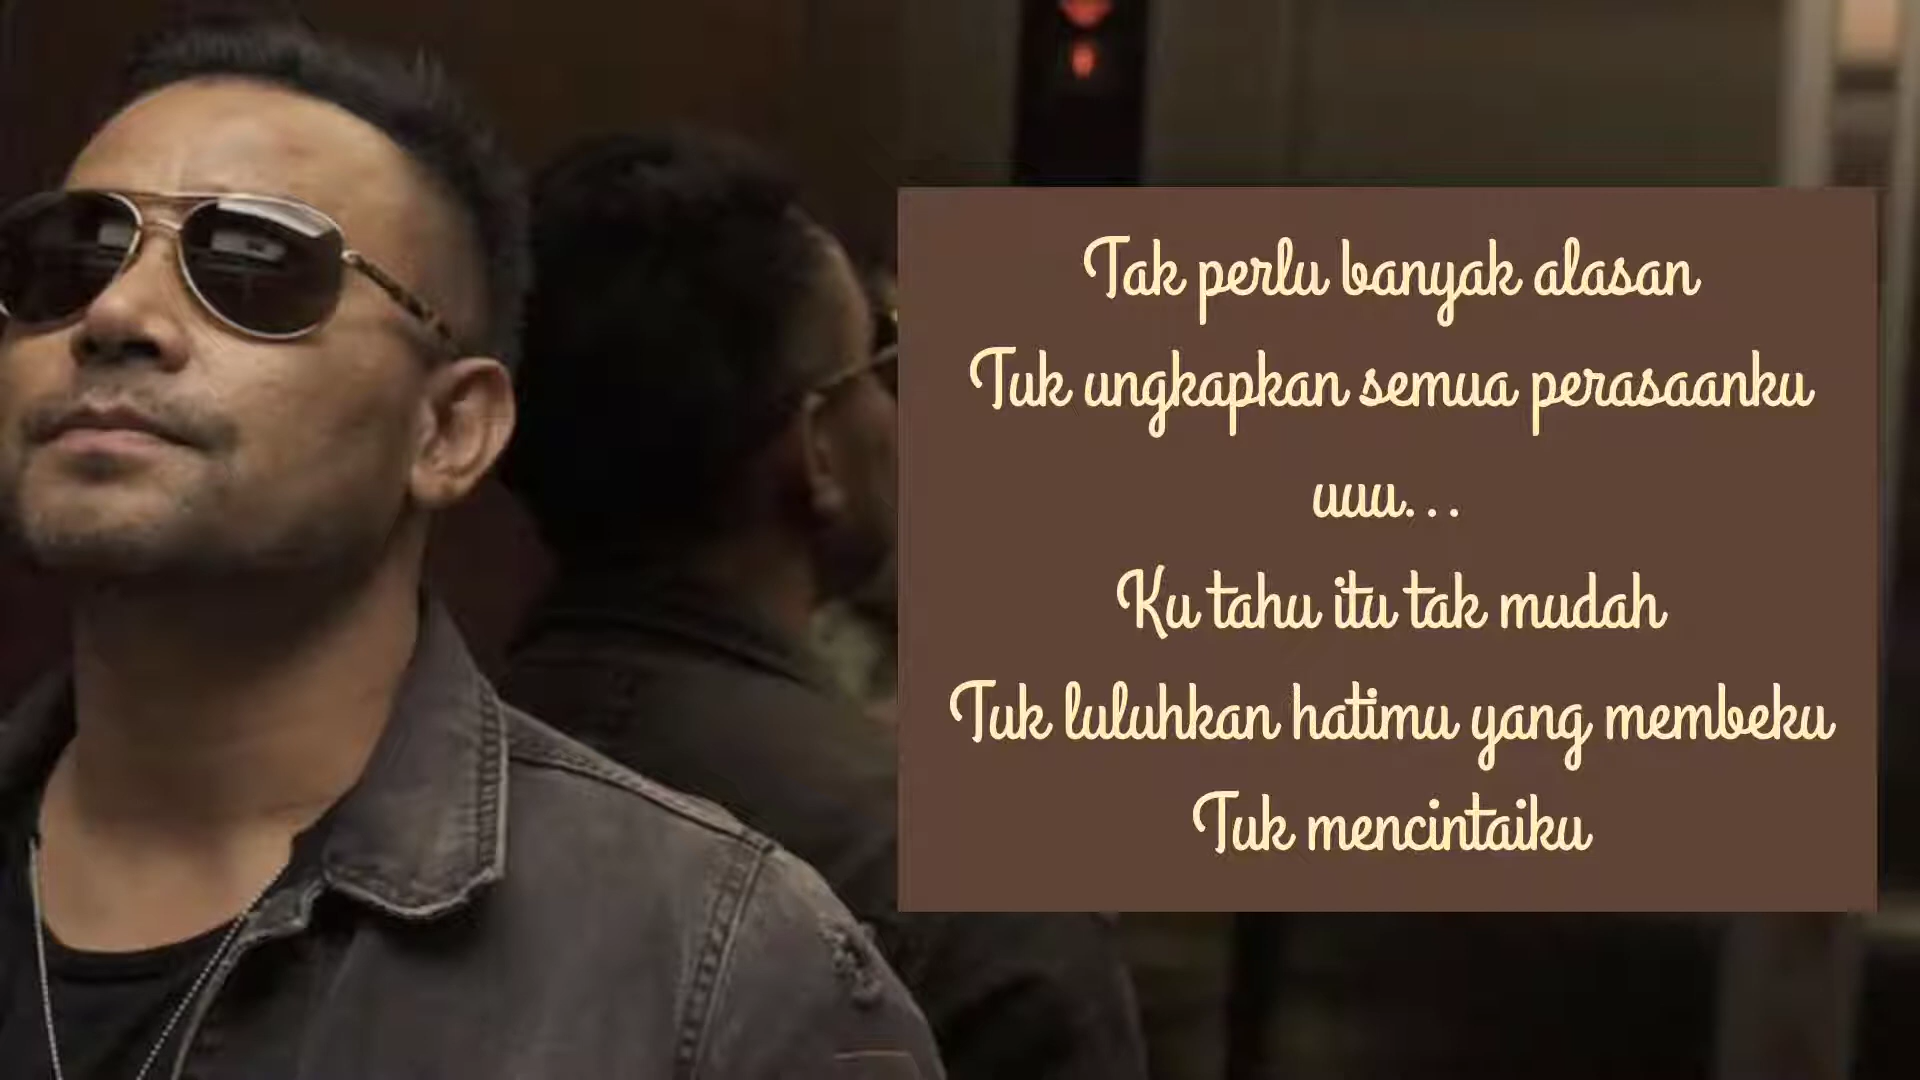 Tak perlu banyak alasan
Tuk ungkapkan semua perasaanku
uuu...
Ku tahu itu tak mudah
Tuk luluhkan hatimu yang membeku
Tuk mencintaiku